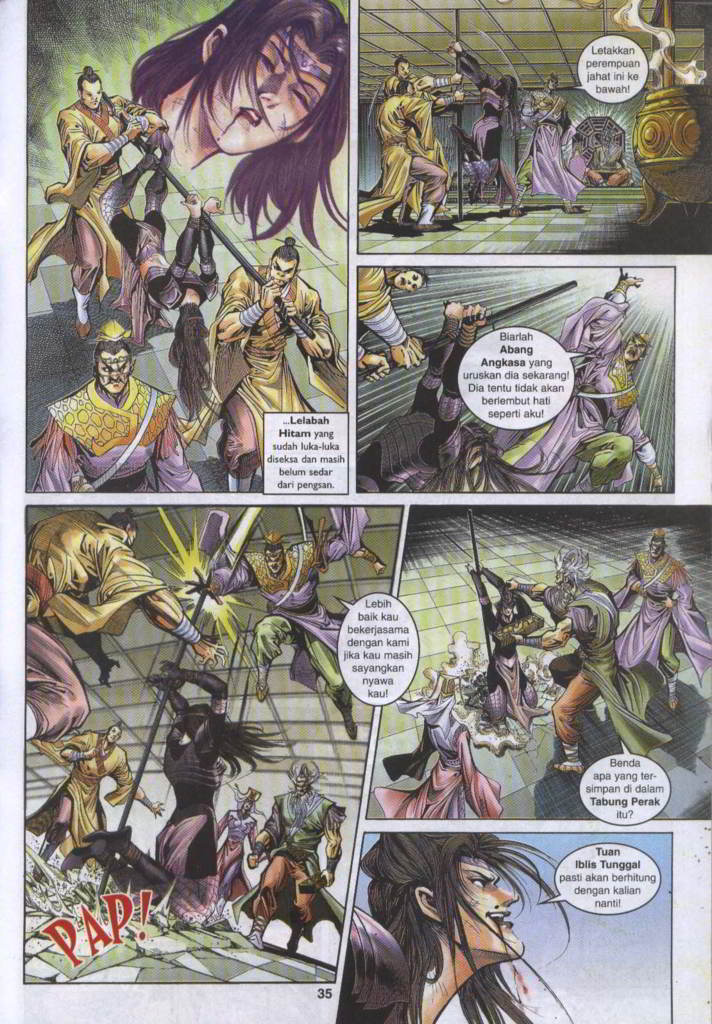 ...Lelabah
Hitam yang
sudah luka-luka
diseksa dan masih
belum sedar
dari pengsan.
Letakkan
perempuan
jahat ini ke
bawah!
Biarlah
Abang
Angkasa yang
uruskan dia sekarang!
Dia tentu tidak akan
berlembut hati
seperti aku!
Lebih
baik kau
bekerjasama
dengan kami
jika kau masih
sayangkan
nyawa
kau!
PAP!
Benda
apa yang ter-
simpan di dalam
Tabung Perak
itu?
Tuan
Iblis Tunggal
pasti akan berhitung
dengan kalian
nanti!
35